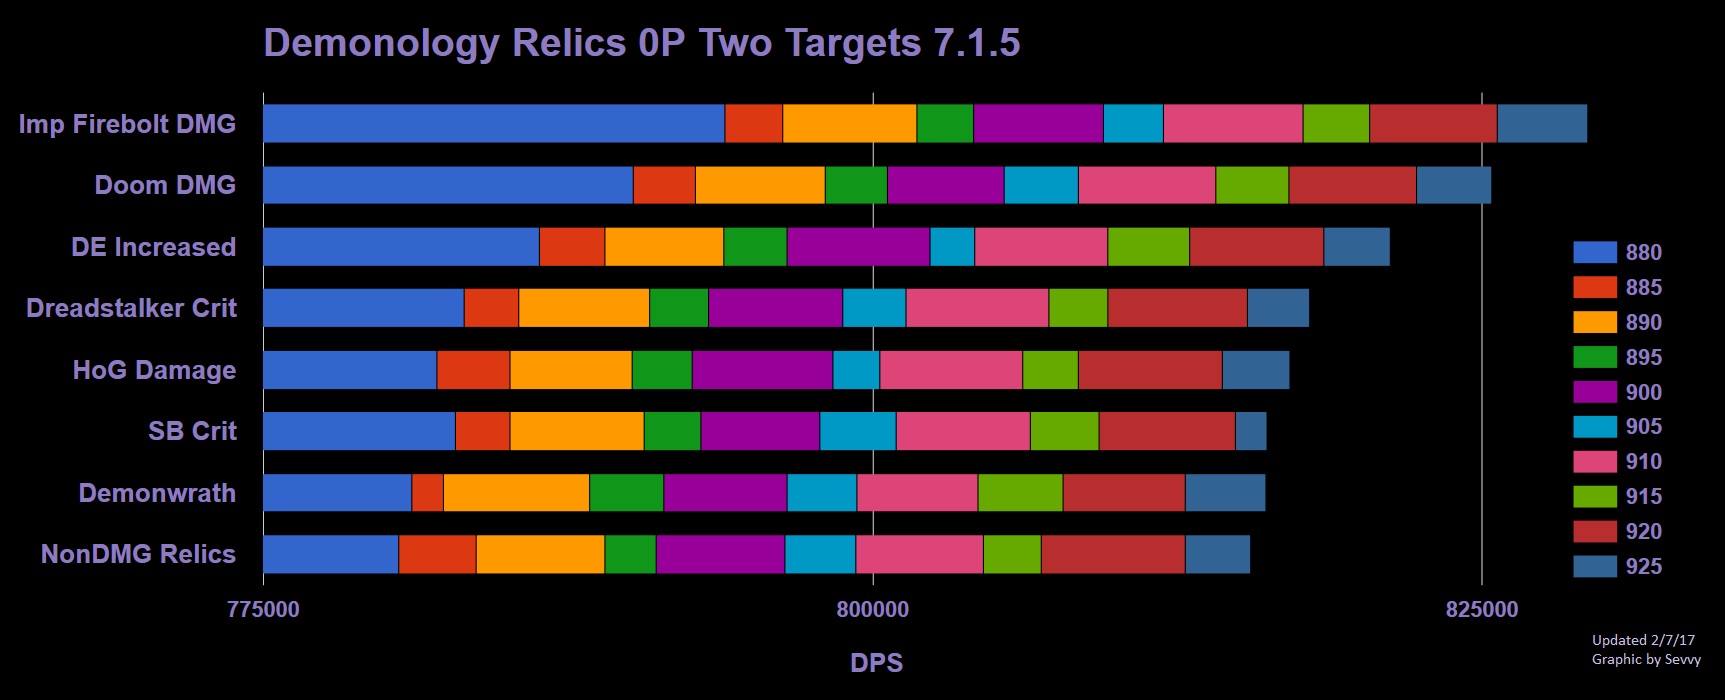 Demonology Relics 0P Two Targets 7.1.5
Imp Firebolt DMG
Doom DMG
DE Increased
Dreadstalker Crit
HoG Damage
SB Crit
Demonwrath
NonDMG Relics
775000
800000
825000
DPS
880
885
890
895
900
905
910
915
920
925
Updated 2/7/17
Graphic by Sevvy